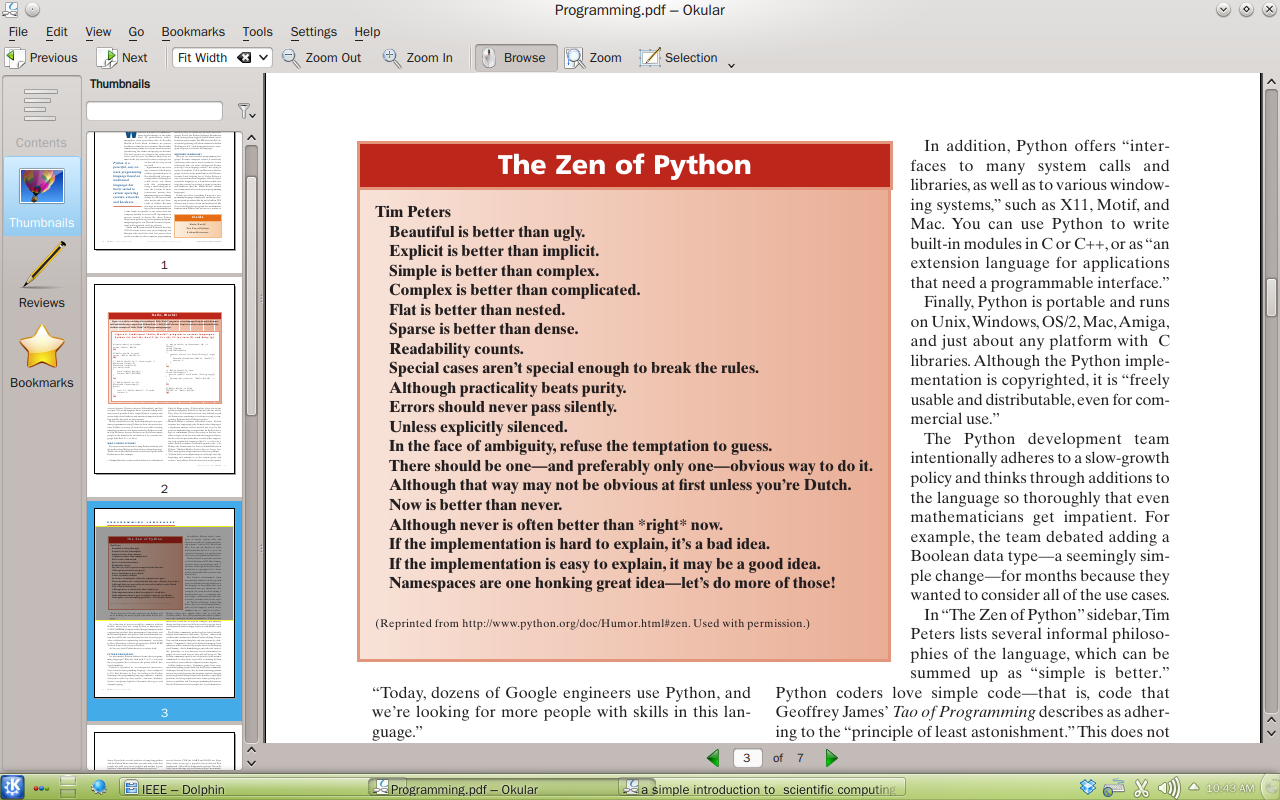 Programming.pdf – Okular
File Edit View Go Bookmarks Tools Settings Help
Previous Next Fit Width Zoom Out Zoom In Browse Zoom Selection
Contents
Thumbnails
Reviews
Bookmarks
Thumbnails
1
2
3
The Zen of Python
Tim Peters
Beautiful is better than ugly.
Explicit is better than implicit.
Simple is better than complex.
Complex is better than complicated.
Flat is better than nested.
Sparse is better than dense.
Readability counts.
Special cases aren’t special enough to break the rules.
Although practicality beats purity.
Errors should never pass silently.
Unless explicitly silenced.
In the face of ambiguity, refuse the temptation to guess.
There should be one—and preferably only one—obvious way to do it.
Although that way may not be obvious at first unless you’re Dutch.
Now is better than never.
Although never is often better than *right* now.
If the implementation is hard to explain, it’s a bad idea.
If the implementation is easy to explain, it may be a good idea.
Namespaces are one honking great idea—let’s do more of those!
(Reprinted from http://www.python.org/doc/Humor.html#zen. Used with permission.)
“Today, dozens of Google engineers use Python, and
we’re looking for more people with skills in this lan-
guage.”
In addition, Python offers “inter-
faces to many system calls and
libraries, as well as to various window-
ing systems,” such as X11, Motif, and
Mac. You can use Python to write
built-in modules in C or C++, or as “an
extension language for applications
that need a programmable interface.”
Finally, Python is portable and runs
on Unix, Windows, OS/2, Mac, Amiga,
and just about any platform with C
libraries. Although the Python imple-
mentation is copyrighted, it is “freely
usable and distributable, even for com-
mercial use.”
The Python development team
intentionally adheres to a slow-growth
policy and thinks through additions to
the language so thoroughly that even
mathematicians get impatient. For
example, the team debated adding a
Boolean data type—a seemingly sim-
ple change—for months because they
wanted to consider all of the use cases.
In “The Zen of Python” sidebar, Tim
Peters lists several informal philoso-
phies of the language, which can be
summed up as “simple is better.”
Python coders love simple code—that is, code that
Geoffrey James’ Tao of Programming describes as adher-
ing to the “principle of least astonishment.” This does not
3 of 7
IEEE – Dolphin
Programming.pdf – Okular
a simple introduction to scientific computing
10:43 AM